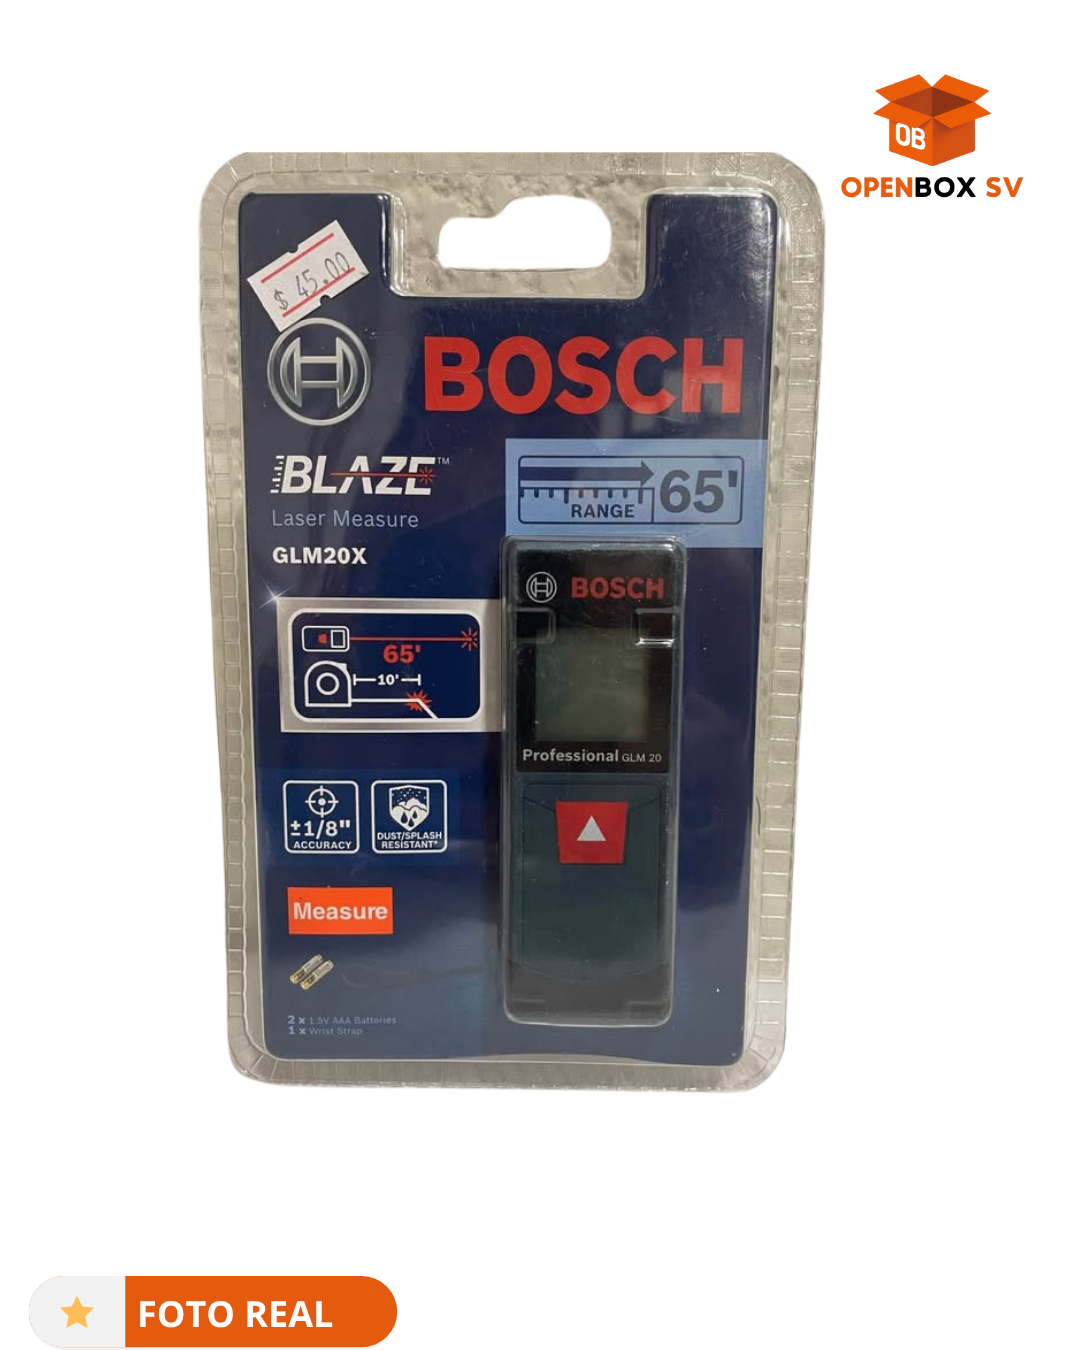 OB
OPENBOX SV
$ 45.00
BOSCH
BLAZE™
Laser Measure
GLM20X
65'
RANGE
BOSCH
65'
10'
Professional GLM 20
±1/8"
ACCURACY
DUST/SPLASH
RESISTANT*
Measure
2 x 1.5V AAA Batteries
1 x Wrist Strap
FOTO REAL